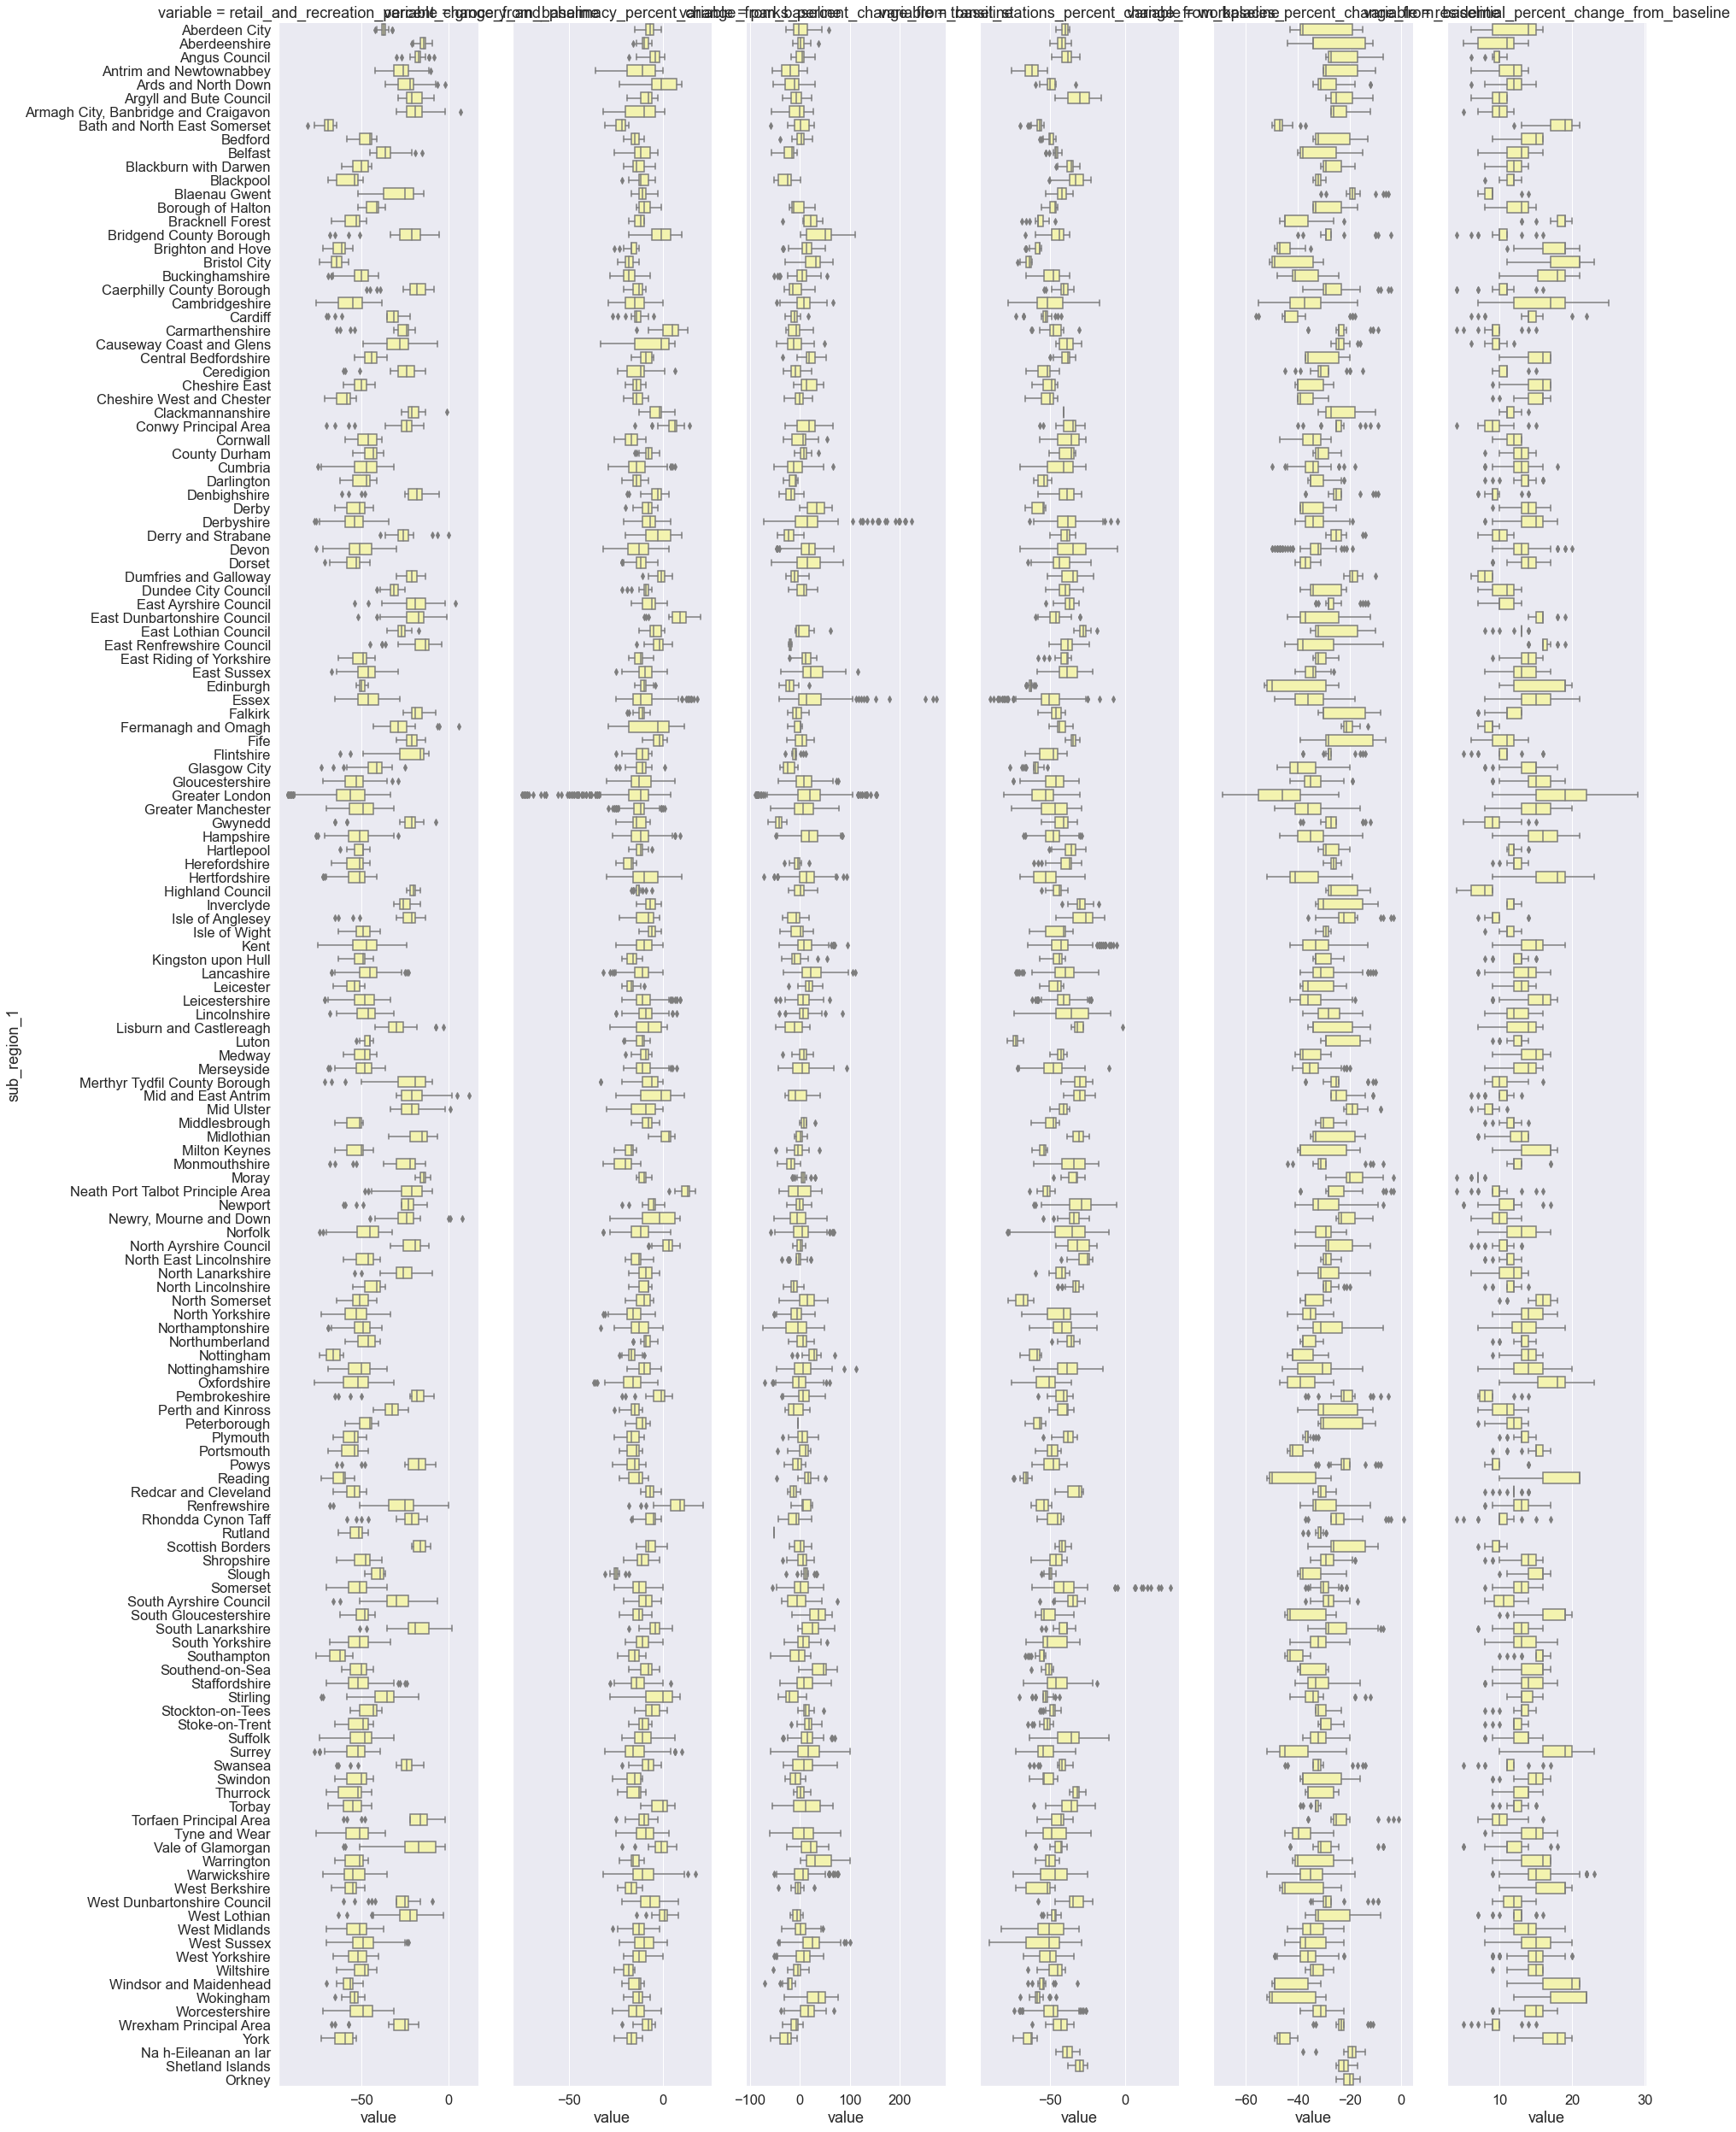 variable = retail_and_recreation_percent_change_from_baseline
variable = grocery_and_pharmacy_percent_change_from_baseline
variable = parks_percent_change_from_baseline
variable = transit_stations_percent_change_from_baseline
variable = workplaces_percent_change_from_baseline
variable = residential_percent_change_from_baseline
sub_region_1
Aberdeen City
Aberdeenshire
Angus Council
Antrim and Newtownabbey
Ards and North Down
Argyll and Bute Council
Armagh City, Banbridge and Craigavon
Bath and North East Somerset
Bedford
Belfast
Blackburn with Darwen
Blackpool
Blaenau Gwent
Borough of Halton
Bracknell Forest
Bridgend County Borough
Brighton and Hove
Bristol City
Buckinghamshire
Caerphilly County Borough
Cambridgeshire
Cardiff
Carmarthenshire
Causeway Coast and Glens
Central Bedfordshire
Ceredigion
Cheshire East
Cheshire West and Chester
Clackmannanshire
Conwy Principal Area
Cornwall
County Durham
Cumbria
Darlington
Denbighshire
Derby
Derbyshire
Derry and Strabane
Devon
Dorset
Dumfries and Galloway
Dundee City Council
East Ayrshire Council
East Dunbartonshire Council
East Lothian Council
East Renfrewshire Council
East Riding of Yorkshire
East Sussex
Edinburgh
Essex
Falkirk
Fermanagh and Omagh
Fife
Flintshire
Glasgow City
Gloucestershire
Greater London
Greater Manchester
Gwynedd
Hampshire
Hartlepool
Herefordshire
Hertfordshire
Highland Council
Inverclyde
Isle of Anglesey
Isle of Wight
Kent
Kingston upon Hull
Lancashire
Leicester
Leicestershire
Lincolnshire
Lisburn and Castlereagh
Luton
Medway
Merseyside
Merthyr Tydfil County Borough
Mid and East Antrim
Mid Ulster
Middlesbrough
Midlothian
Milton Keynes
Monmouthshire
Moray
Neath Port Talbot Principle Area
Newport
Newry, Mourne and Down
Norfolk
North Ayrshire Council
North East Lincolnshire
North Lanarkshire
North Lincolnshire
North Somerset
North Yorkshire
Northamptonshire
Northumberland
Nottingham
Nottinghamshire
Oxfordshire
Pembrokeshire
Perth and Kinross
Peterborough
Plymouth
Portsmouth
Powys
Reading
Redcar and Cleveland
Renfrewshire
Rhondda Cynon Taff
Rutland
Scottish Borders
Shropshire
Slough
Somerset
South Ayrshire Council
South Gloucestershire
South Lanarkshire
South Yorkshire
Southampton
Southend-on-Sea
Staffordshire
Stirling
Stockton-on-Tees
Stoke-on-Trent
Suffolk
Surrey
Swansea
Swindon
Thurrock
Torbay
Torfaen Principal Area
Tyne and Wear
Vale of Glamorgan
Warrington
Warwickshire
West Berkshire
West Dunbartonshire Council
West Lothian
West Midlands
West Sussex
West Yorkshire
Wiltshire
Windsor and Maidenhead
Wokingham
Worcestershire
Wrexham Principal Area
York
Na h-Eileanan an Iar
Shetland Islands
Orkney
−50 0
value
−50 0
value
−100 0 100 200
value
−50 0
value
−60 −40 −20 0
value
10 20 30
value